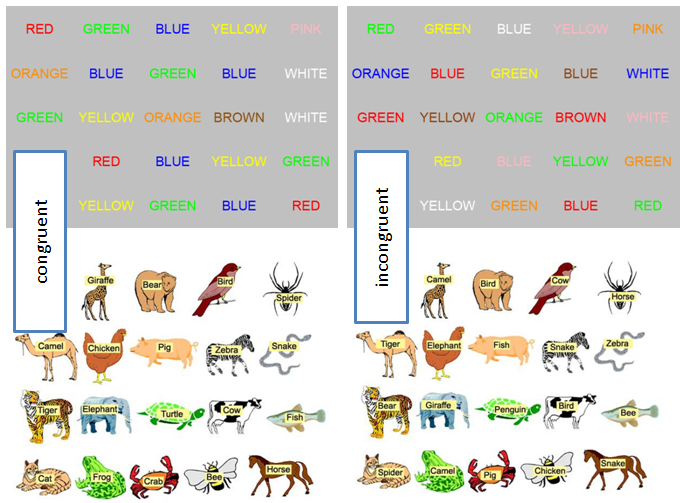 RED GREEN BLUE YELLOW PINK
ORANGE BLUE GREEN BLUE WHITE
GREEN YELLOW ORANGE BROWN WHITE
RED BLUE YELLOW GREEN
YELLOW GREEN BLUE RED
congruent
Giraffe Bear Bird Spider
Camel Chicken Pig Zebra Snake
Tiger Elephant Turtle Cow Fish
Cat Frog Crab Bee Horse
RED GREEN BLUE YELLOW PINK
ORANGE BLUE GREEN BLUE WHITE
GREEN YELLOW ORANGE BROWN WHITE
RED BLUE YELLOW GREEN
YELLOW GREEN BLUE RED
incongruent
Camel Bird Cow Horse
Tiger Elephant Fish Snake Zebra
Bear Giraffe Penguin Bird Bee
Spider Camel Pig Chicken Snake